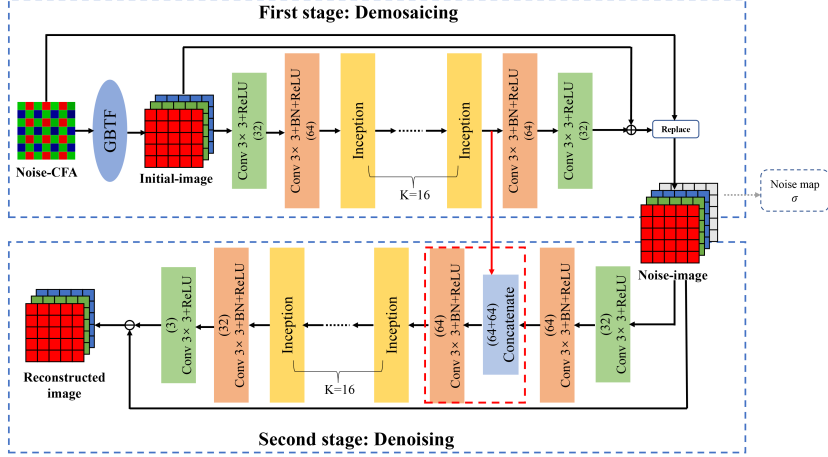 First stage: Demosaicing
Noise-CFA
GBTF
Initial-image
Conv 3× 3+ReLU
(32)
Conv 3× 3+BN+ReLU
(64)
Inception
K=16
Inception
Conv 3× 3+BN+ReLU
(64)
Conv 3× 3+ReLU
(32)
Replace
Noise map
σ
Noise-image
(32)
Conv 3× 3+ReLU
(64)
Conv 3× 3+BN+ReLU
(64+64)
Concatenate
(64)
Conv 3× 3+BN+ReLU
Inception
K=16
Inception
(32)
Conv 3× 3+BN+ReLU
(3)
Conv 3× 3+ReLU
Reconstructed
image
Second stage: Denoising